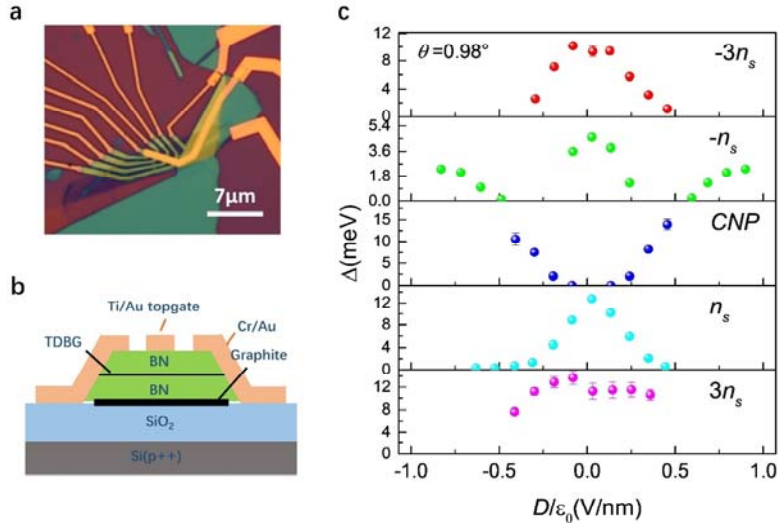 a
7μm
b
Ti/Au topgate
TDBG
Cr/Au
Graphite
BN
BN
SiO₂
Si(p++)
c
θ=0.98°
-3nₛ
12
8
4
0
-nₛ
5.4
3.6
1.8
0.0
CNP
15
10
5
0
nₛ
12
8
4
0
3nₛ
12
8
4
0
Δ(meV)
-1.0 -0.5 0.0 0.5 1.0
D/ε₀(V/nm)